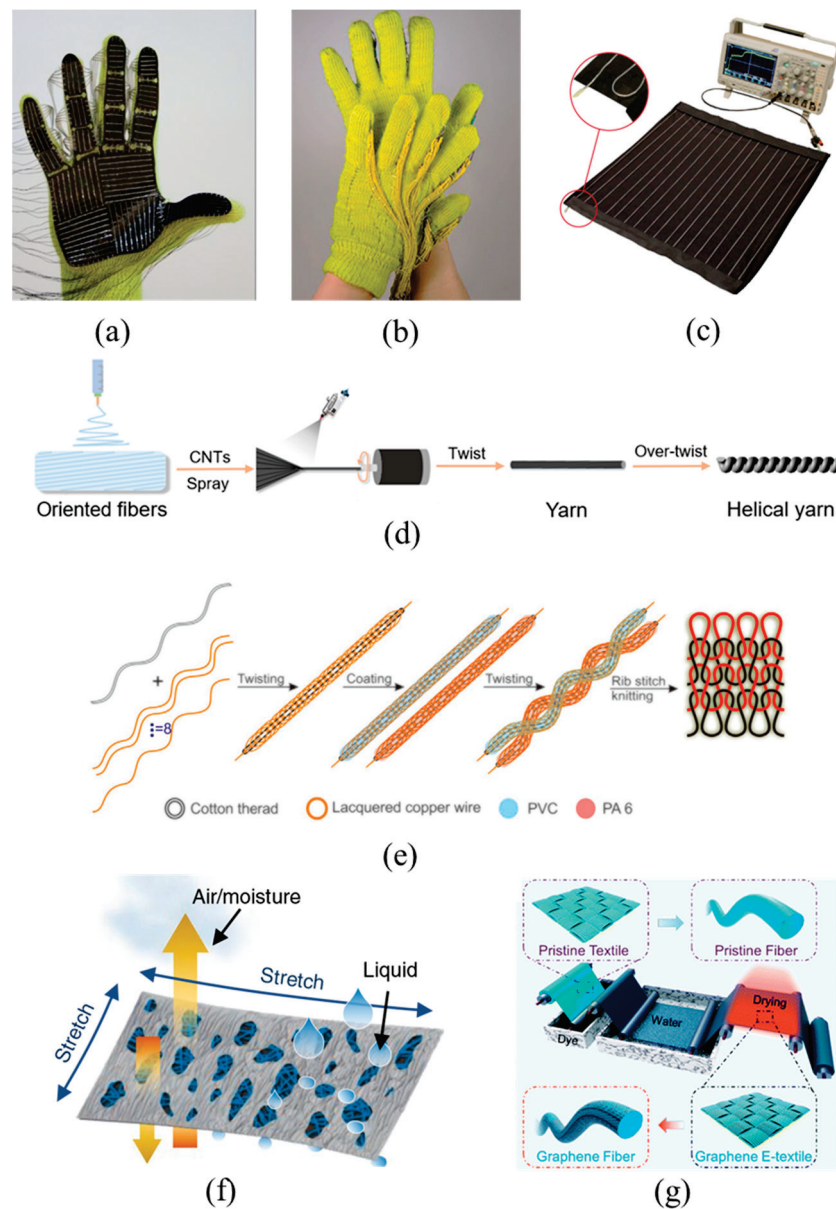 (a)
(b)
(c)
CNTs
Spray
Twist
Over-twist
Oriented fibers
Yarn
Helical yarn
(d)
+
⋮=8
Twisting
Coating
Twisting
Rib stitch
knitting
Cotton therad
Lacquered copper wire
PVC
PA 6
(e)
Air/moisture
Stretch
Liquid
Stretch
(f)
Pristine Textile
Pristine Fiber
Drying
Water
Dye
Graphene Fiber
Graphene E-textile
(g)